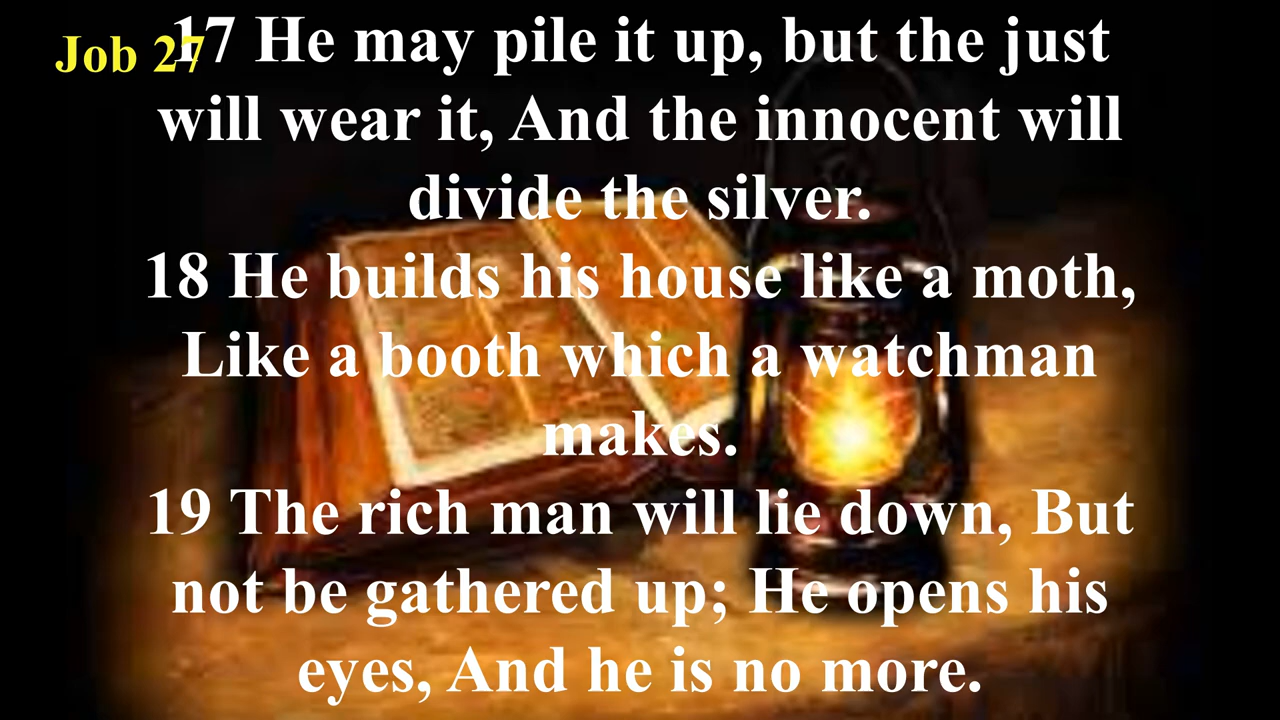 Job 27
17 He may pile it up, but the just
will wear it, And the innocent will
divide the silver.
18 He builds his house like a moth,
Like a booth which a watchman
makes.
19 The rich man will lie down, But
not be gathered up; He opens his
eyes, And he is no more.